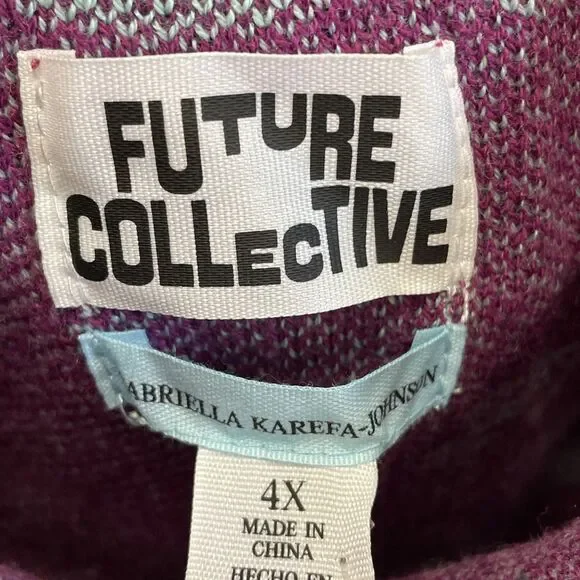 FUTURE
COLLECTIVE
ABRIELLA KAREFA-JOHNSON
4X
MADE IN
CHINA
HECHO EN